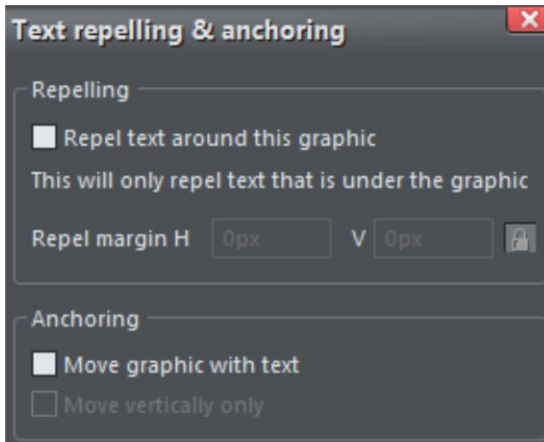 Text repelling & anchoring
Repelling
Repel text around this graphic
This will only repel text that is under the graphic
Repel margin H 0px V 0px
Anchoring
Move graphic with text
Move vertically only